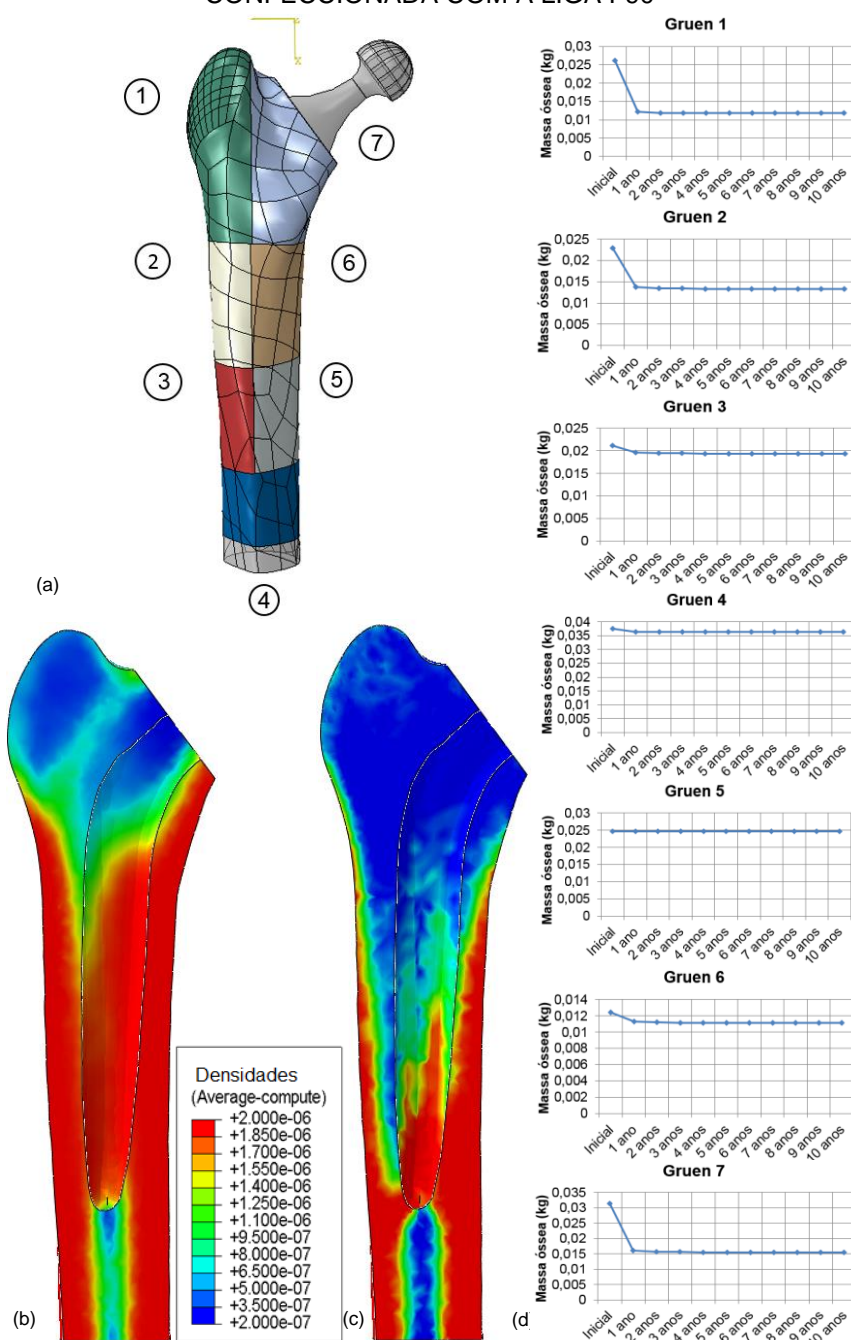 Gruen 1
Massa óssea (kg)
0,03
0,025
0,02
0,015
0,01
0,005
0
Inicial
1 ano
2 anos
3 anos
4 anos
5 anos
6 anos
7 anos
8 anos
9 anos
10 anos
1
7
2
6
3
5
4
(a)
Gruen 2
Massa óssea (kg)
0,025
0,02
0,015
0,01
0,005
0
Inicial
1 ano
2 anos
3 anos
4 anos
5 anos
6 anos
7 anos
8 anos
9 anos
10 anos
Gruen 3
Massa óssea (kg)
0,025
0,02
0,015
0,01
0,005
0
Inicial
1 ano
2 anos
3 anos
4 anos
5 anos
6 anos
7 anos
8 anos
9 anos
10 anos
Gruen 4
Massa óssea (kg)
0,04
0,035
0,03
0,025
0,02
0,015
0,01
0,005
0
Inicial
1 ano
2 anos
3 anos
4 anos
5 anos
6 anos
7 anos
8 anos
9 anos
10 anos
Gruen 5
Massa óssea (kg)
0,03
0,025
0,02
0,015
0,01
0,005
0
Inicial
1 ano
2 anos
3 anos
4 anos
5 anos
6 anos
7 anos
8 anos
9 anos
10 anos
Gruen 6
Massa óssea (kg)
0,014
0,012
0,01
0,008
0,006
0,004
0,002
0
Inicial
1 ano
2 anos
3 anos
4 anos
5 anos
6 anos
7 anos
8 anos
9 anos
10 anos
Gruen 7
Massa óssea (kg)
0,035
0,03
0,025
0,02
0,015
0,01
0,005
0
Inicial
1 ano
2 anos
3 anos
4 anos
5 anos
6 anos
7 anos
8 anos
9 anos
10 anos
Densidades
(Average-compute)
+2.000e-06
+1.850e-06
+1.700e-06
+1.550e-06
+1.400e-06
+1.250e-06
+1.100e-06
+9.500e-07
+8.000e-07
+6.500e-07
+5.000e-07
+3.500e-07
+2.000e-07
(b)
(c)
(d)